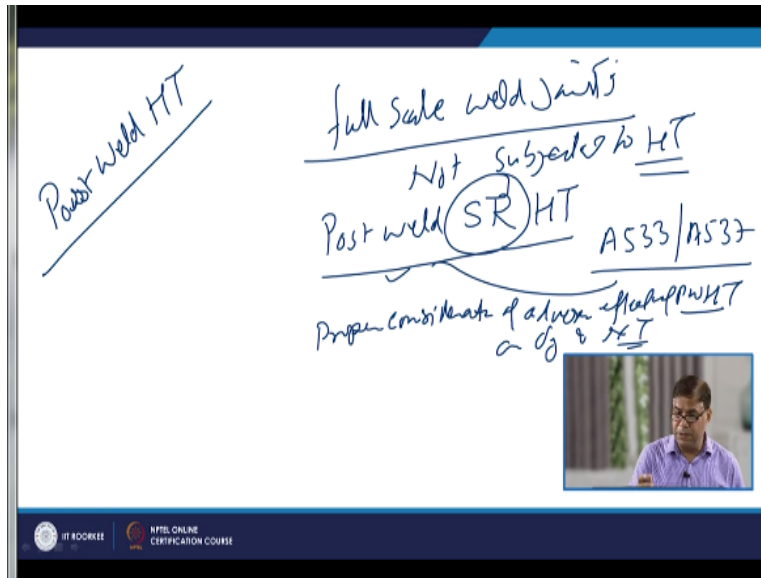 Post weld HT
full scale weld Joints
Not subjected to HT
Post weld SR HT
A533/A537
Proper consideration of adverse effect of PWHT
on σy &
IIT ROORKEE
NPTEL ONLINE
CERTIFICATION COURSE